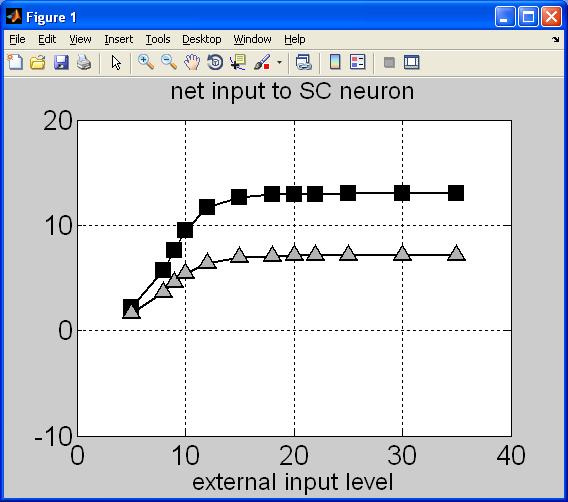 Figure 1
File Edit View Insert Tools Desktop Window Help
net input to SC neuron
20
10
0
-10
0 10 20 30 40
external input level